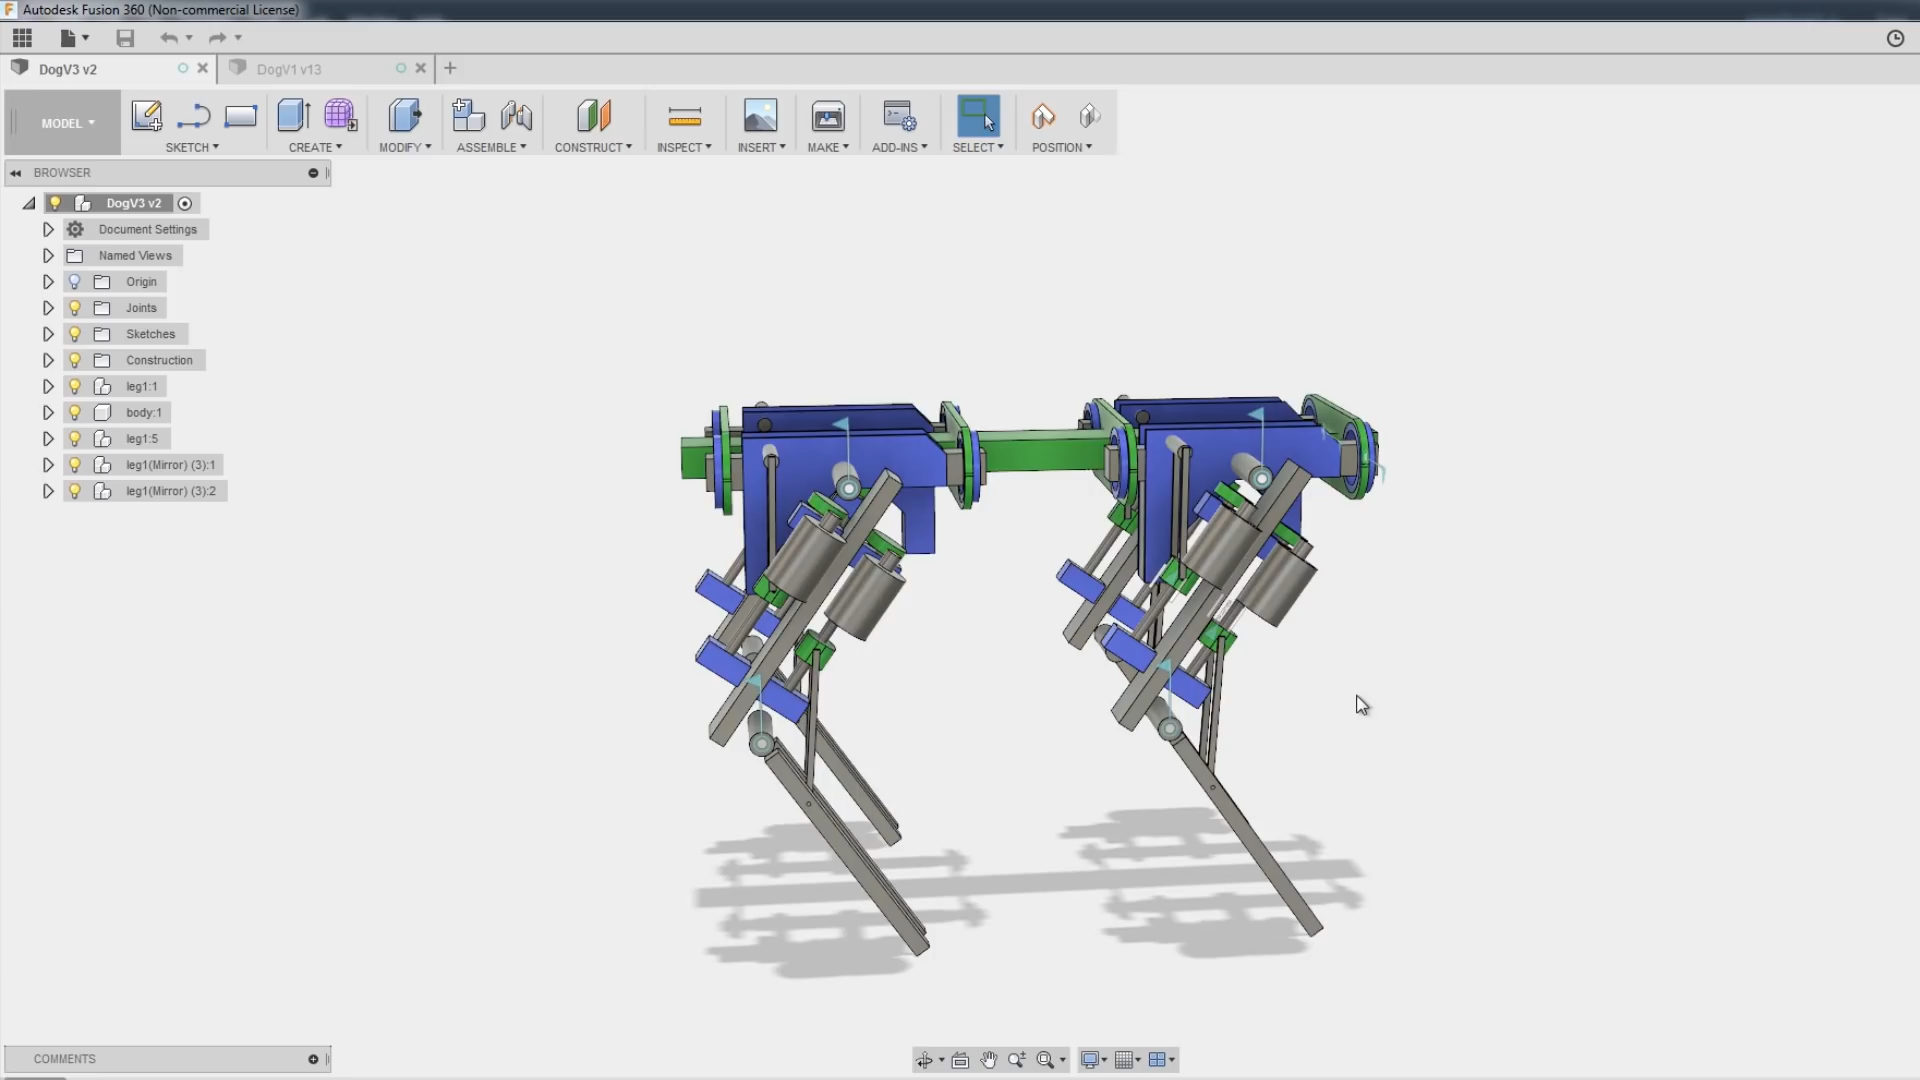 Autodesk Fusion 360 (Non-commercial License)
DogV3 v2
DogV1 v13
MODEL
SKETCH
CREATE
MODIFY
ASSEMBLE
CONSTRUCT
INSPECT
INSERT
MAKE
ADD-INS
SELECT
POSITION
BROWSER
DogV3 v2
Document Settings
Named Views
Origin
Joints
Sketches
Construction
leg1:1
body:1
leg1:5
leg1(Mirror) (3):1
leg1(Mirror) (3):2
COMMENTS